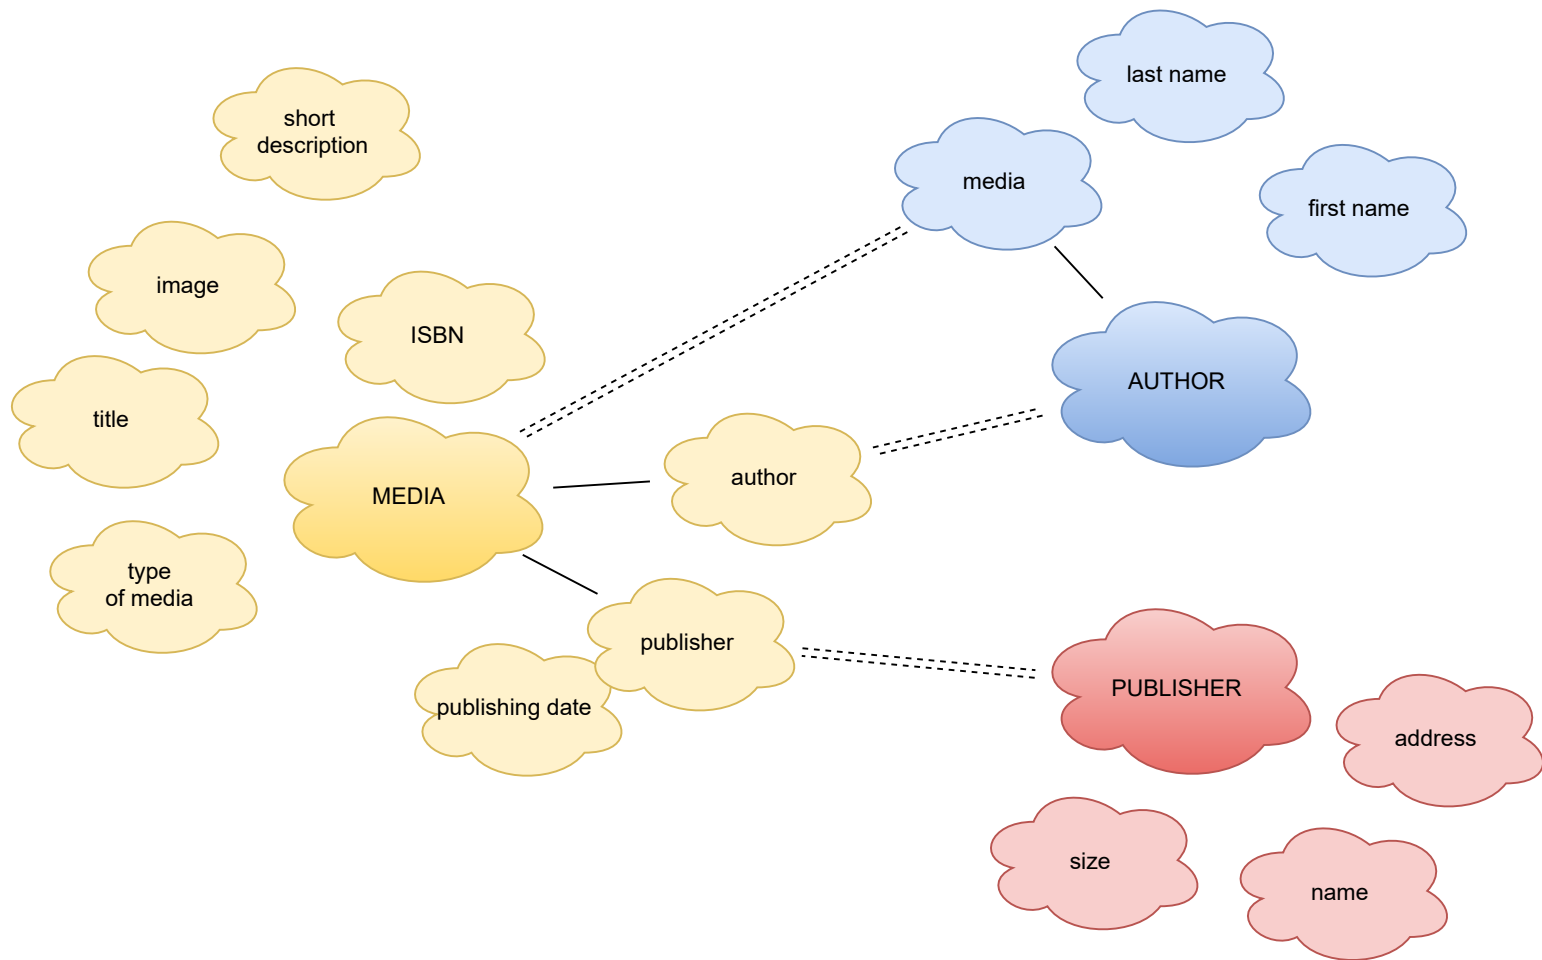 last name
short
description
media
first name
image
ISBN
AUTHOR
title
author
MEDIA
type
of media
publisher
PUBLISHER
publishing date
address
size
name